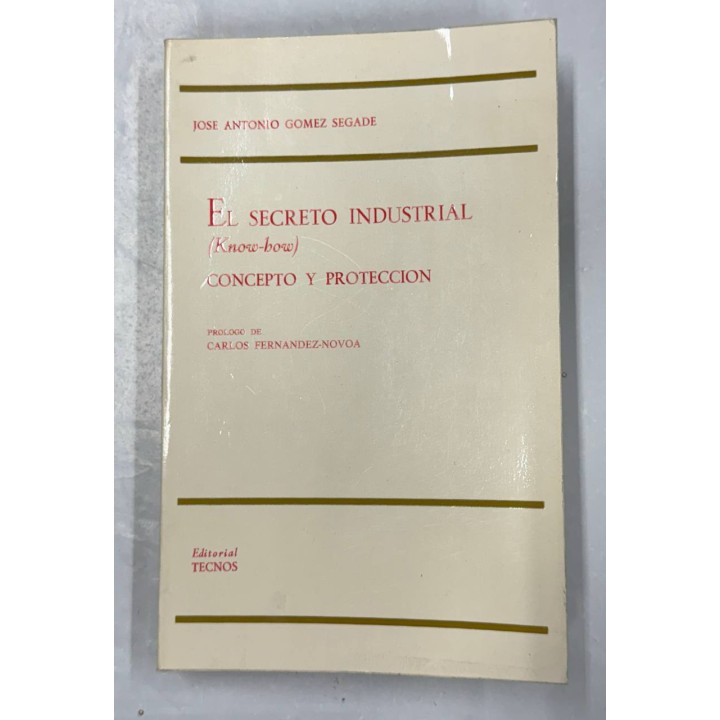 JOSE ANTONIO GOMEZ SEGADE
EL SECRETO INDUSTRIAL
(Know-how)
CONCEPTO Y PROTECCION
PROLOGO DE
CARLOS FERNANDEZ-NOVOA
Editorial
TECNOS